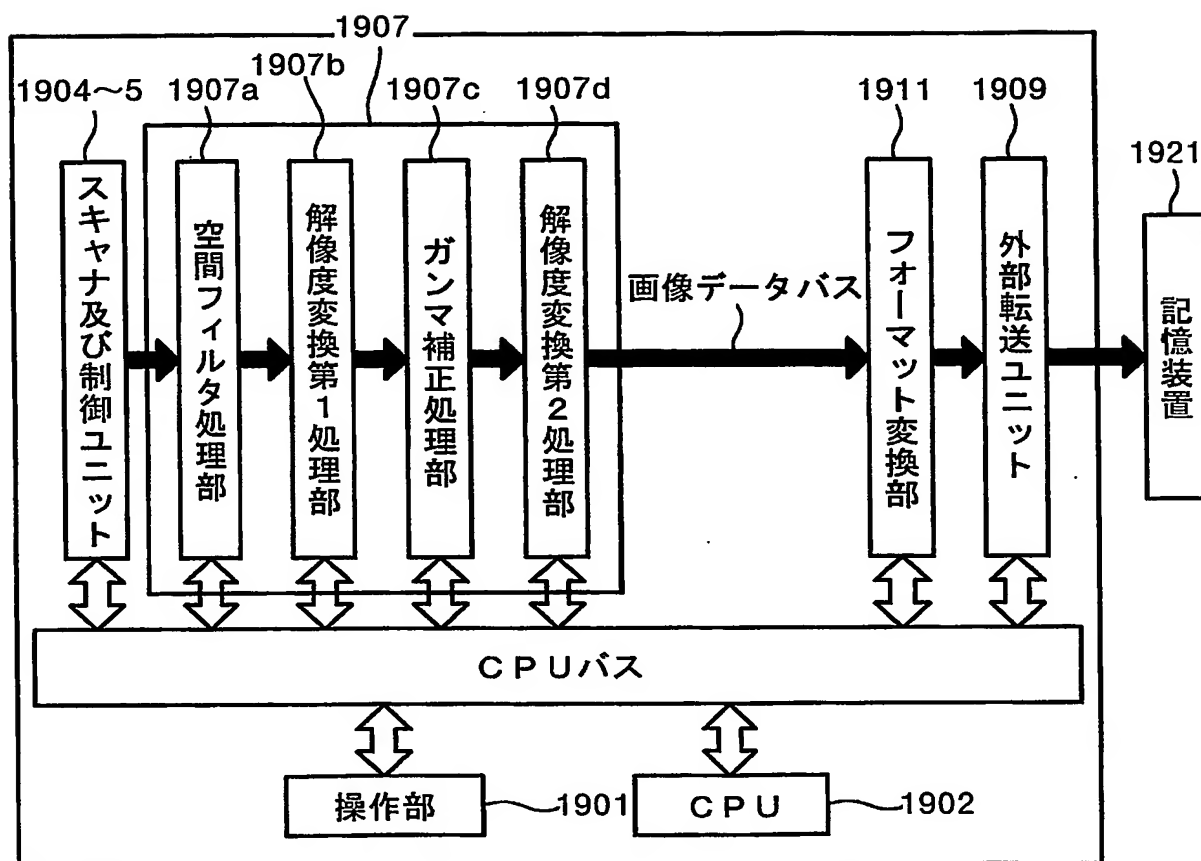 1907
1907b
1904～5
1907a
1907c
1907d
1911
1909
1921
スキャナ及び制御ユニット
空間フィルタ処理部
解像度変換第1処理部
ガンマ補正処理部
解像度変換第2処理部
画像データバス
フォーマット変換部
外部転送ユニット
記憶装置
ＣＰＵバス
操作部
1901
ＣＰＵ
1902